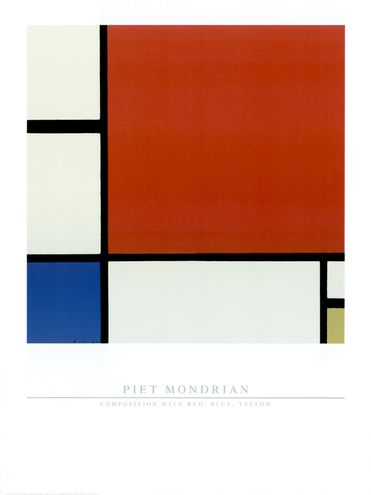 PIET MONDRIAN
COMPOSITION WITH RED, BLUE, YELLOW